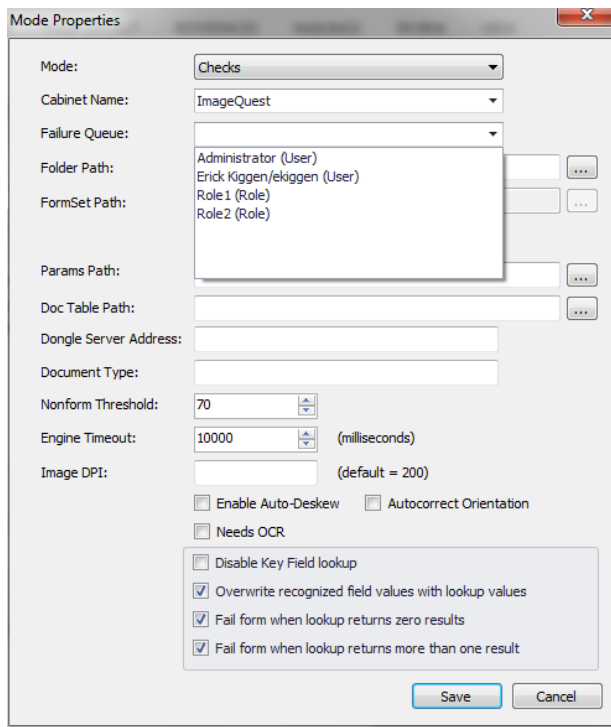 Mode Properties
Mode: Checks
Cabinet Name: ImageQuest
Failure Queue:
Administrator (User)
Erick Kiggen/ekiggen (User)
Folder Path: ...
Role1 (Role)
FormSet Path: ...
Role2 (Role)
Params Path: ...
Doc Table Path: ...
Dongle Server Address:
Document Type:
Nonform Threshold: 70
Engine Timeout: 10000 (milliseconds)
Image DPI: (default = 200)
Enable Auto-Deskew Autocorrect Orientation
Needs OCR
Disable Key Field lookup
Overwrite recognized field values with lookup values
Fail form when lookup returns zero results
Fail form when lookup returns more than one result
Save Cancel